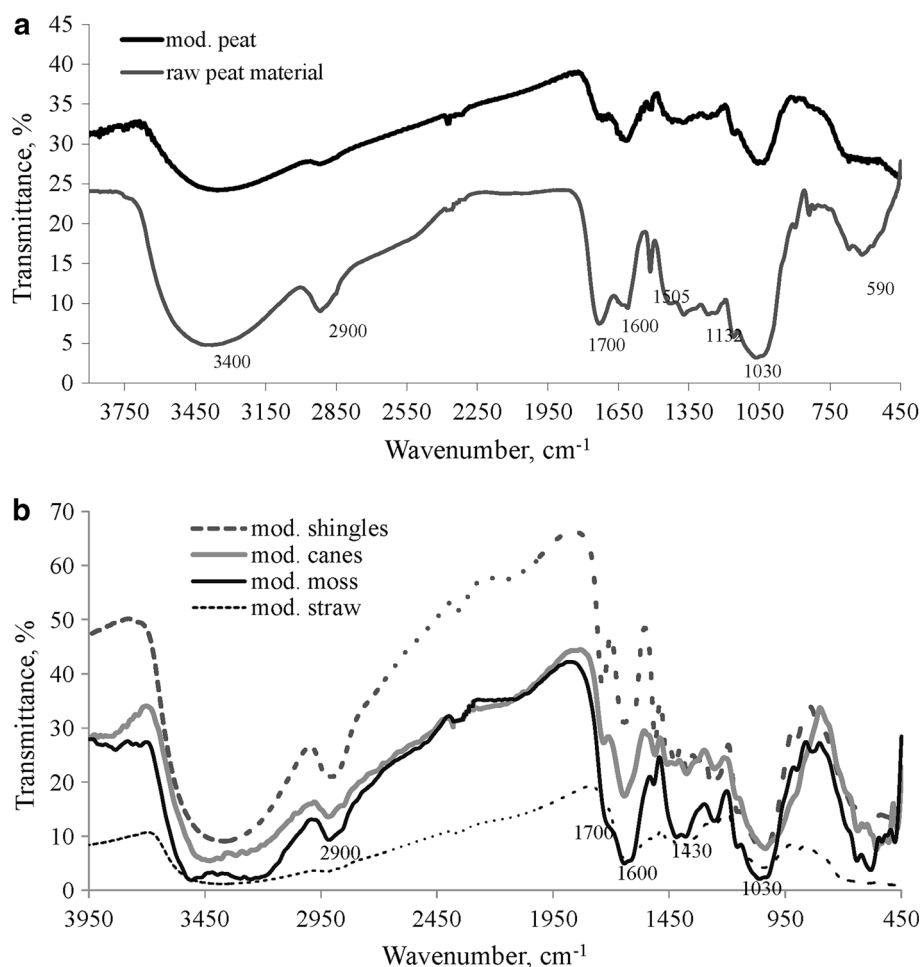 a
mod. peat
raw peat material
Transmittance, %
45
40
35
30
25
20
15
10
5
0
3400
2900
1700
1600
1505
1132
1030
590
3750 3450 3150 2850 2550 2250 1950 1650 1350 1050 750 450
Wavenumber, cm-1
b
mod. shingles
mod. canes
mod. moss
mod. straw
Transmittance, %
70
60
50
40
30
20
10
0
2900
1700
1600
1430
1030
3950 3450 2950 2450 1950 1450 950 450
Wavenumber, cm-1